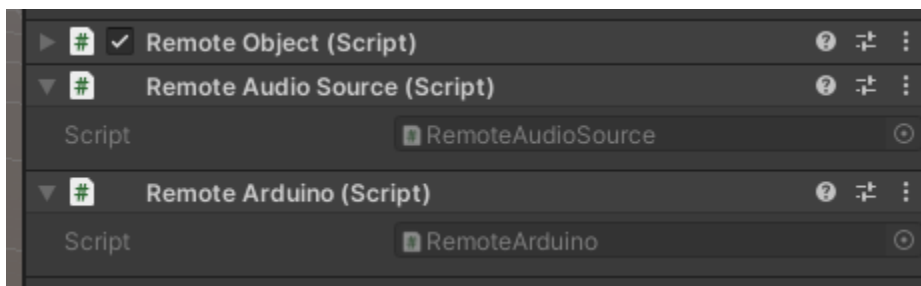 # Remote Object (Script)
# Remote Audio Source (Script)
Script # RemoteAudioSource
# Remote Arduino (Script)
Script # RemoteArduino